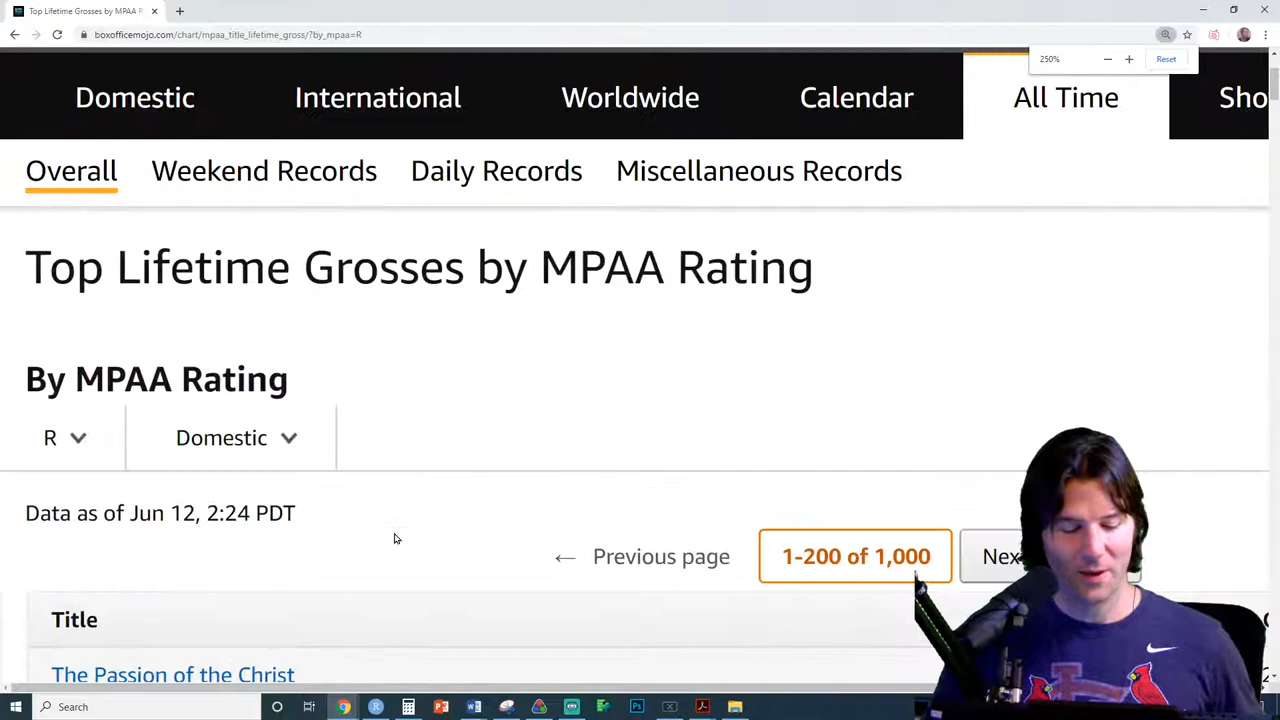 Top Lifetime Grosses by MPAA R
boxofficemojo.com/chart/mpaa_title_lifetime_gross/?by_mpaa=R
250%
Reset
Domestic International Worldwide Calendar All Time Sho
Overall Weekend Records Daily Records Miscellaneous Records
Top Lifetime Grosses by MPAA Rating
By MPAA Rating
R Domestic
Data as of Jun 12, 2:24 PDT
← Previous page 1-200 of 1,000 Nex
Title
The Passion of the Christ
Search